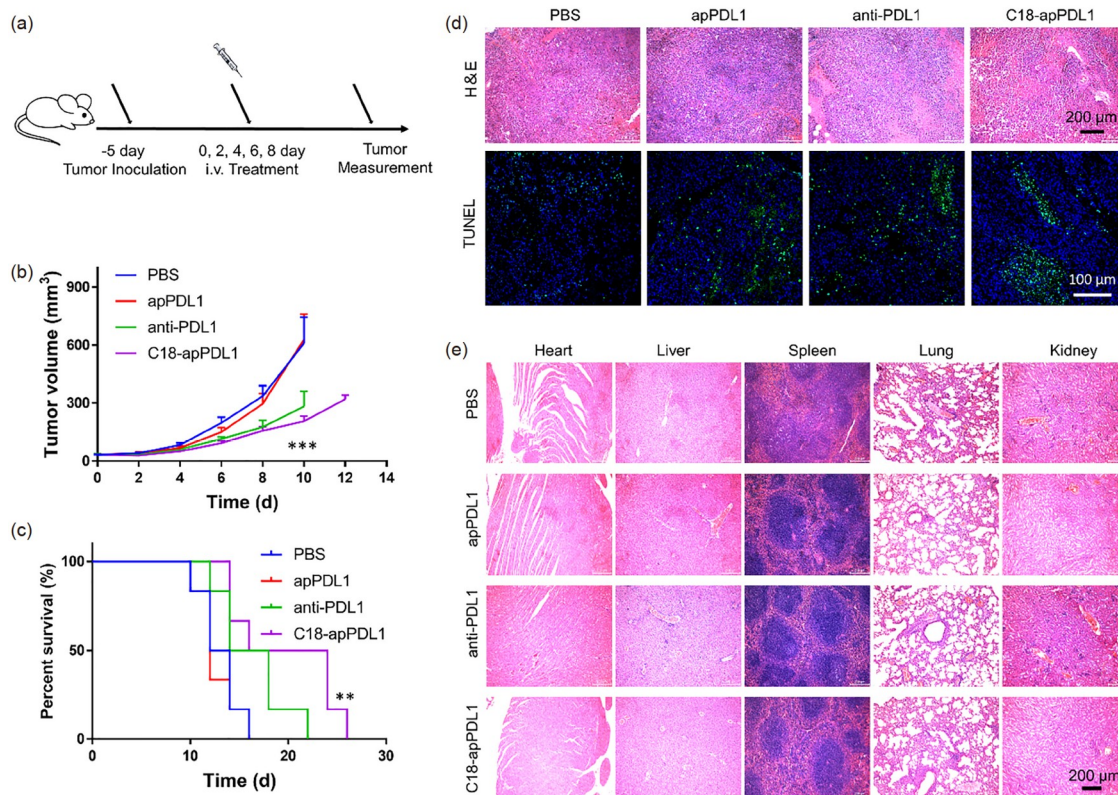 (a)
-5 day
Tumor Inoculation
0, 2, 4, 6, 8 day
i.v. Treatment
Tumor
Measurement
(b)
Tumor volume (mm³)
900
600
300
0
0 2 4 6 8 10 12 14
Time (d)
PBS
apPDL1
anti-PDL1
C18-apPDL1
***
(c)
Percent survival (%)
100
50
0
0 10 20 30
Time (d)
PBS
apPDL1
anti-PDL1
C18-apPDL1
**
(d)
PBS apPDL1 anti-PDL1 C18-apPDL1
H&E
200 µm
TUNEL
100 µm
(e)
Heart Liver Spleen Lung Kidney
PBS
apPDL1
anti-PDL1
C18-apPDL1
200 µm